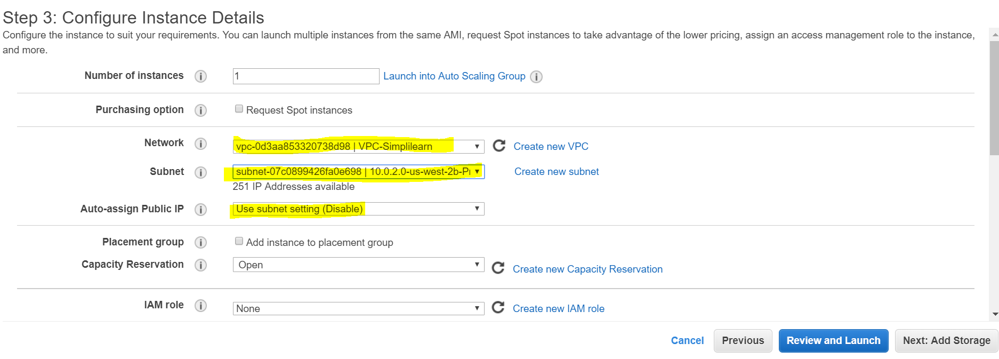 Step 3: Configure Instance Details
Configure the instance to suit your requirements. You can launch multiple instances from the same AMI, request Spot instances to take advantage of the lower pricing, assign an access management role to the instance,
and more.
Number of instances i 1 Launch into Auto Scaling Group i
Purchasing option i Request Spot instances
Network i vpc-0d3aa853320738d98 | VPC-Simplilearn Create new VPC
Subnet i subnet-07c0899426fa0e698 | 10.0.2.0-us-west-2b-Pr Create new subnet
251 IP Addresses available
Auto-assign Public IP i Use subnet setting (Disable)
Placement group i Add instance to placement group
Capacity Reservation i Open Create new Capacity Reservation
IAM role i None Create new IAM role
Cancel Previous Review and Launch Next: Add Storage